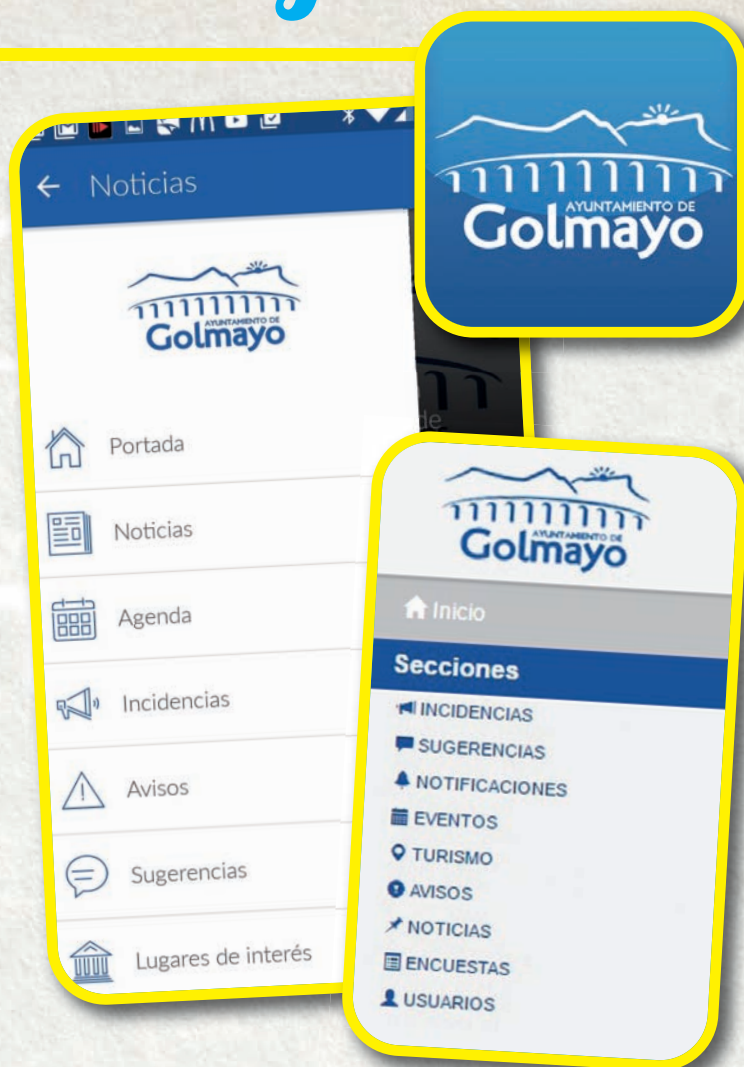 Noticias
AYUNTAMIENTO DE
Golmayo
Portada
Noticias
Agenda
Incidencias
Avisos
Sugerencias
Lugares de interés
AYUNTAMIENTO DE
Golmayo
de
AYUNTAMIENTO DE
Golmayo
Inicio
Secciones
INCIDENCIAS
SUGERENCIAS
NOTIFICACIONES
EVENTOS
TURISMO
AVISOS
NOTICIAS
ENCUESTAS
USUARIOS